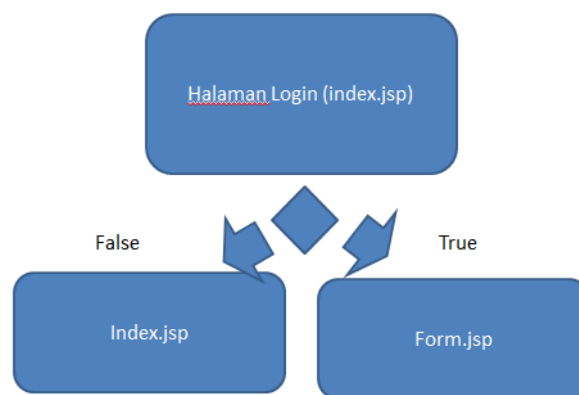 Halaman Login (index.jsp)
False
True
Index.jsp
Form.jsp